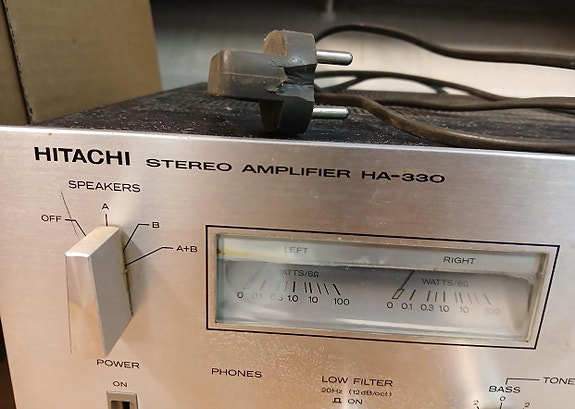 HITACHI STEREO AMPLIFIER HA-330
SPEAKERS
A
OFF
B
A+B
LEFT RIGHT
WATTS/8Ω WATTS/8Ω
0 0.1 0.3 1.0 10 100 0 0.1 0.3 1.0 10 100
POWER
ON
PHONES
LOW FILTER
20Hz (12dB/oct)
ON
TONE
BASS
0
2 2